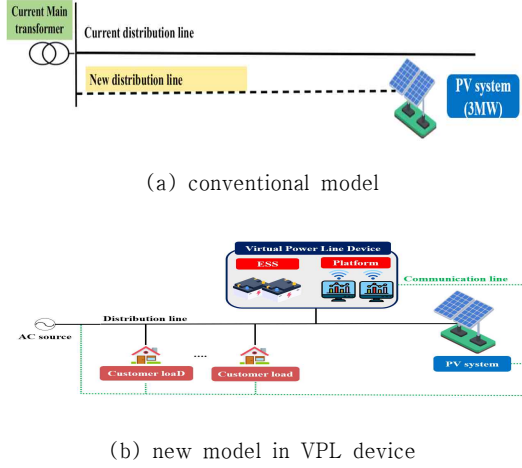 Current Main
transformer
Current distribution line
New distribution line
PV system
(3MW)
(a) conventional model
Virtual Power Line Device
ESS
Platform
Communication line
Distribution line
AC source
Customer loaD
Customer load
PV system
(b) new model in VPL device